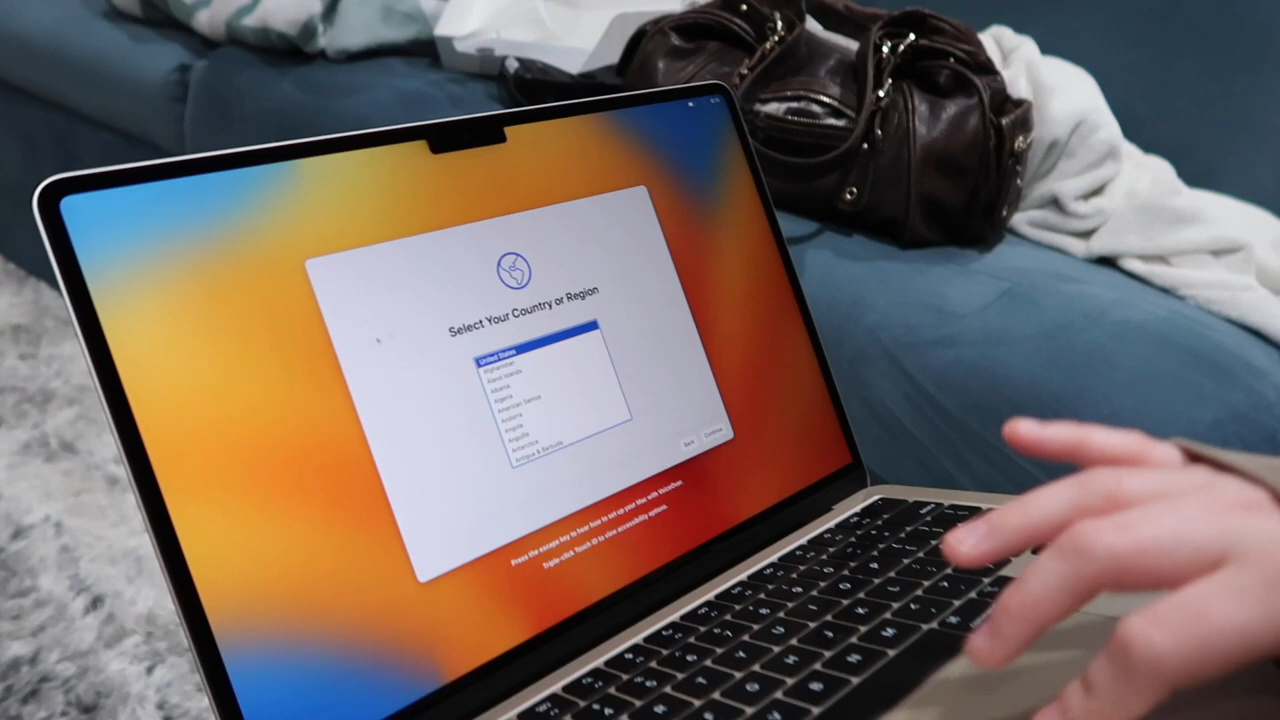 Select Your Country or Region
United States
Afghanistan
Åland Islands
Albania
Algeria
American Samoa
Andorra
Angola
Anguilla
Antarctica
Antigua & Barbuda
Back
Continue
Press the escape key to hear how to set up your Mac with VoiceOver.
Triple-click Touch ID to view accessibility options.